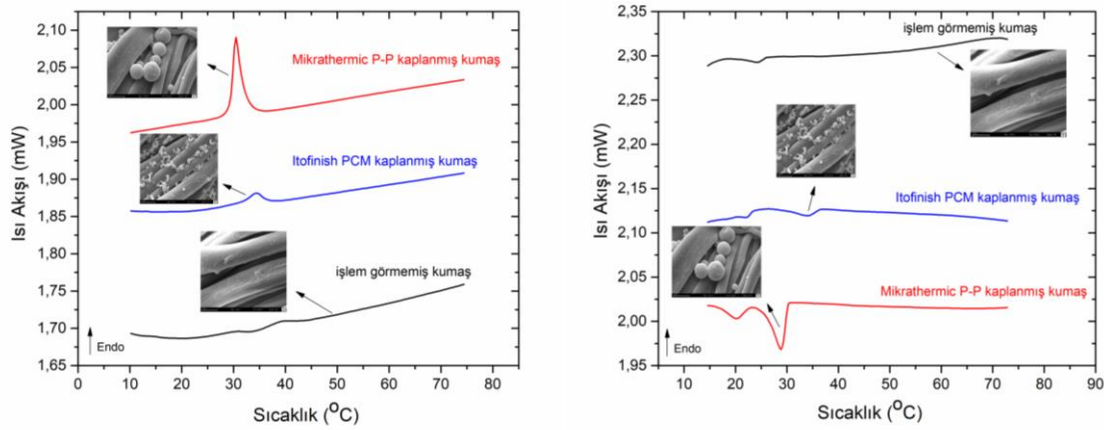 2,10
2,05
2,00
1,95
1,90
1,85
1,80
1,75
1,70
1,65
Isı Akışı (mW)
Mikrathermic P-P kaplanmış kumaş
Itofinish PCM kaplanmış kumaş
işlem görmemiş kumaş
Endo
0 10 20 30 40 50 60 70 80
Sıcaklık (°C)
2,35
2,30
2,25
2,20
2,15
2,10
2,05
2,00
1,95
Isı Akışı (mW)
işlem görmemiş kumaş
Itofinish PCM kaplanmış kumaş
Mikrathermic P-P kaplanmış kumaş
Endo
10 20 30 40 50 60 70 80 90
Sıcaklık (°C)